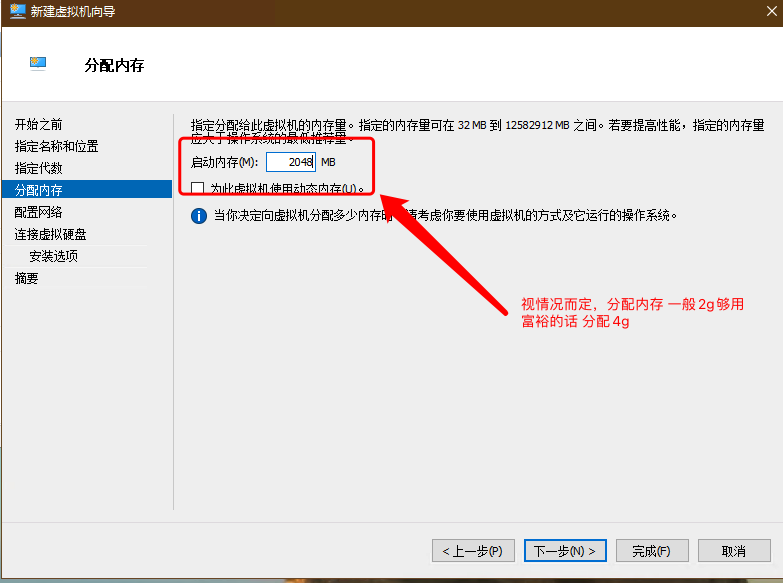 新建虚拟机向导
分配内存
开始之前
指定名称和位置
指定代数
分配内存
配置网络
连接虚拟硬盘
安装选项
摘要
指定分配给此虚拟机的内存量。指定的内存量可在 32 MB 到 12582912 MB 之间。若要提高性能，指定的内存量
应大于操作系统的最低推荐量。
启动内存(M): 2048 MB
为此虚拟机使用动态内存(U)。
当你决定向虚拟机分配多少内存时，请考虑你要使用虚拟机的方式及它运行的操作系统。
视情况而定，分配内存 一般2g够用
富裕的话 分配4g
< 上一步(P)
下一步(N) >
完成(F)
取消